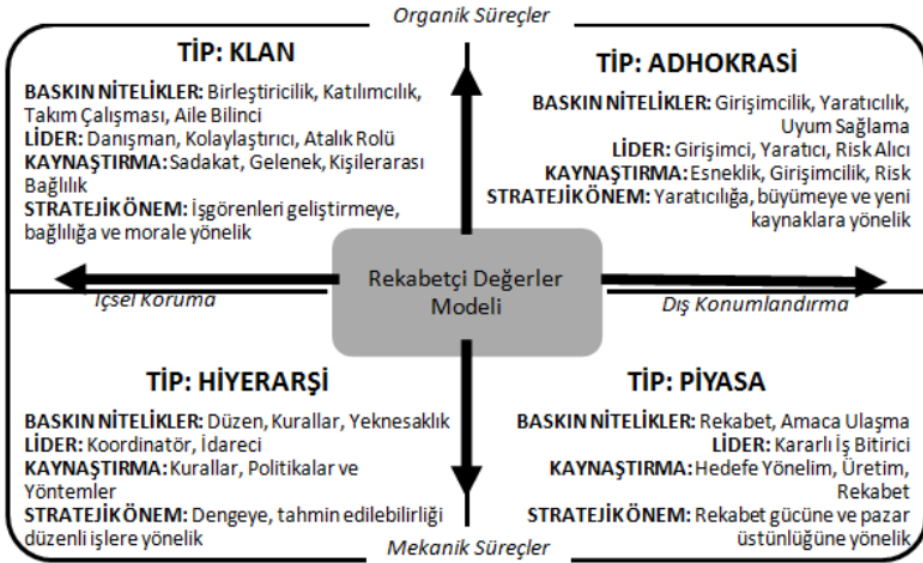 Organik Süreçler
TİP: KLAN
BASKIN NİTELİKLER: Birleştiricilik, Katılımcılık,
Takım Çalışması, Aile Bilinci
LİDER: Danışman, Kolaylaştırıcı, Atalık Rolü
KAYNAŞTIRMA: Sadakat, Gelenek, Kişilerarası
Bağlılık
STRATEJİK ÖNEM: İşgörenleri geliştirmeye,
bağlılığa ve morale yönelik
TİP: ADHOKRASİ
BASKIN NİTELİKLER: Girişimcilik, Yaratıcılık,
Uyum Sağlama
LİDER: Girişimci, Yaratıcı, Risk Alıcı
KAYNAŞTIRMA: Esneklik, Girişimcilik, Risk
STRATEJİK ÖNEM: Yaratıcılığa, büyümeye ve yeni
kaynaklara yönelik
Rekabetçi Değerler
Modeli
İçsel Koruma
Dış Konumlandırma
TİP: HİYERARŞİ
BASKIN NİTELİKLER: Düzen, Kurallar, Yeknesaklık
LİDER: Koordinatör, İdareci
KAYNAŞTIRMA: Kurallar, Politikalar ve
Yöntemler
STRATEJİK ÖNEM: Dengeye, tahmin edilebilirliği
düzenli işlere yönelik
TİP: PİYASA
BASKIN NİTELİKLER: Rekabet, Amaca Ulaşma
LİDER: Kararlı İş Bitirici
KAYNAŞTIRMA: Hedefe Yönelim, Üretim,
Rekabet
STRATEJİK ÖNEM: Rekabet gücüne ve pazar
üstünlüğüne yönelik
Mekanik Süreçler